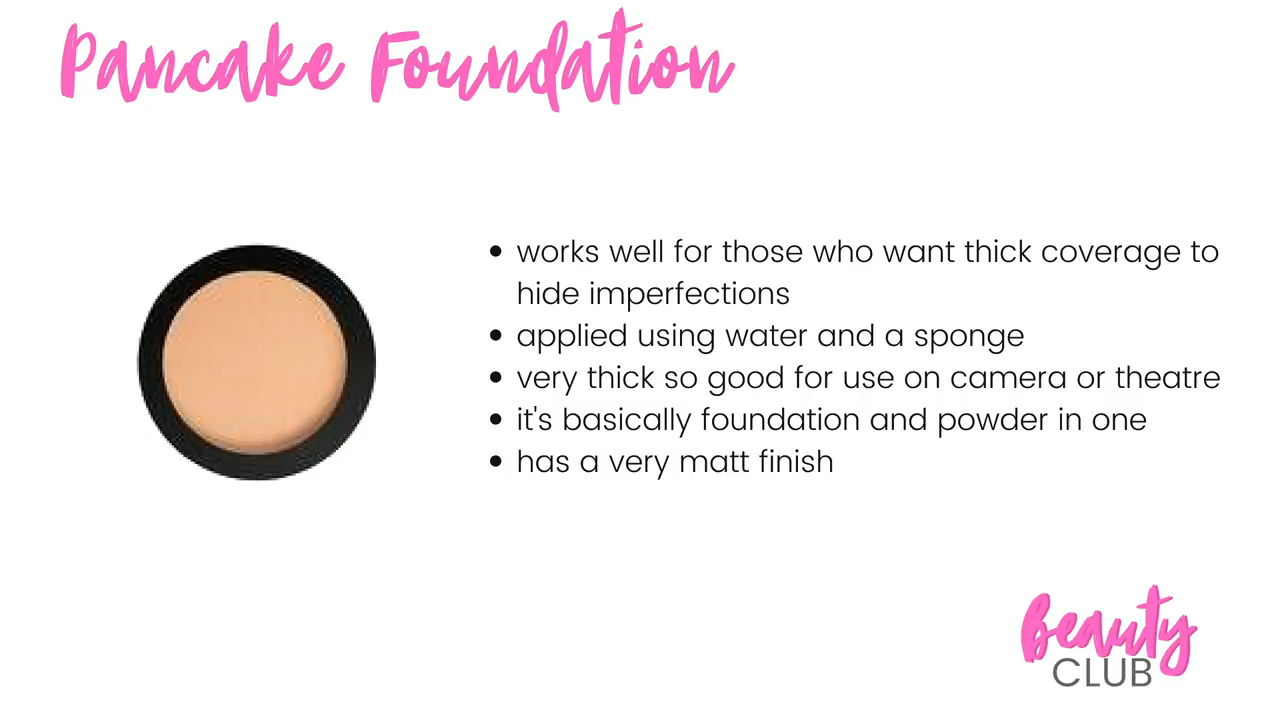 Pancake Foundation
• works well for those who want thick coverage to
hide imperfections
• applied using water and a sponge
• very thick so good for use on camera or theatre
• it's basically foundation and powder in one
• has a very matt finish
Beauty
CLUB